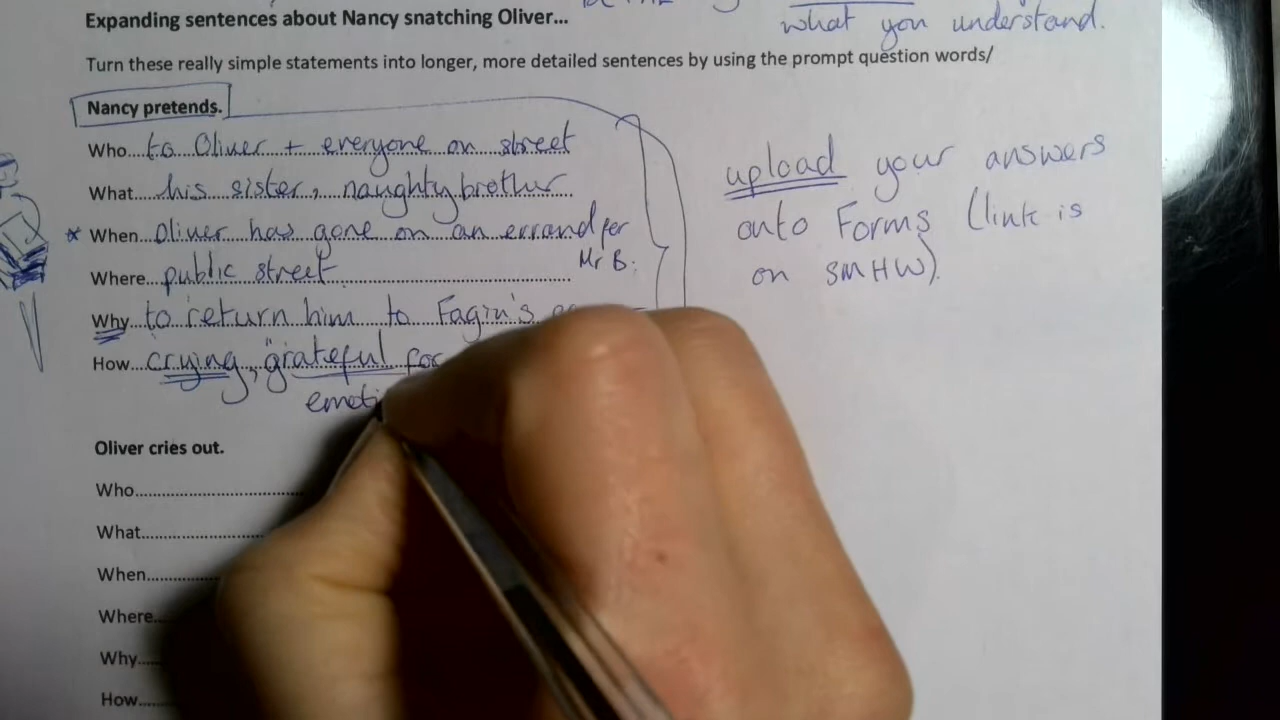 Expanding sentences about Nancy snatching Oliver...
what you understand.
Turn these really simple statements into longer, more detailed sentences by using the prompt question words/
Nancy pretends.
Who...to Oliver + everyone on street
What...his sister, naughty brother
* When...Oliver has gone on an errand for
Mr B.
Where...public street
Why...to return him to Fagin's
How...crying, "grateful for
emoti
upload your answers
onto Forms (link is
on SMHW).
Oliver cries out.
Who
What
When
Where
Why
How